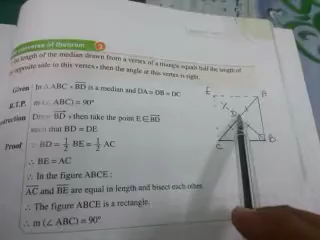 converse of theorem 3
the length of the median drawn from a vertex of a triangle equals half the length of
opposite side to this vertex, then the angle at this vertex is right.
Given In Δ ABC, BD is a median and DA = DB = DC
R.T.P. m (∠ ABC) = 90°
Draw BD, then take the point E ∈ BD
such that BD = DE
Proof ∵ BD = 1/2 BE = 1/2 AC
∴ BE = AC
∴ In the figure ABCE :
AC and BE are equal in length and bisect each other.
∴ The figure ABCE is a rectangle.
∴ m (∠ ABC) = 90°
E
A
D
C
B